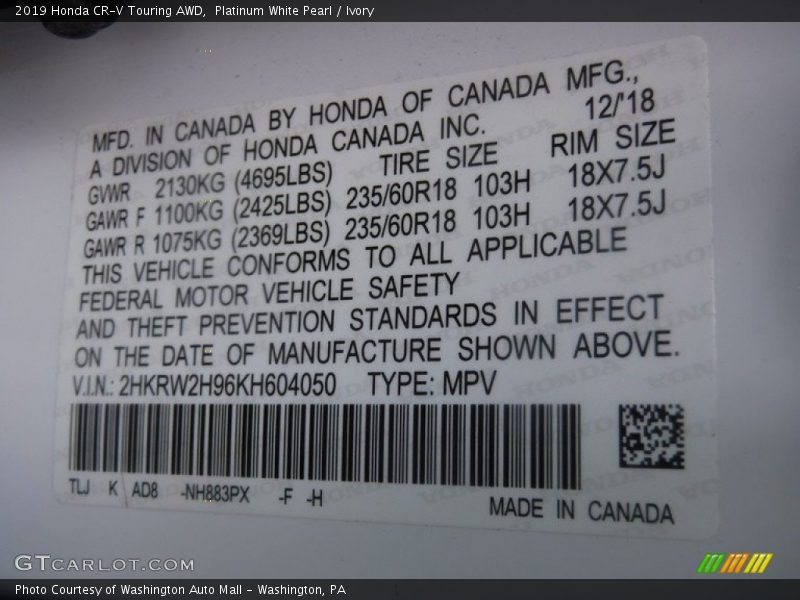 2019 Honda CR-V Touring AWD,  Platinum White Pearl / Ivory
MFD. IN CANADA BY HONDA OF CANADA MFG.,
A DIVISION OF HONDA CANADA INC. 12/'18
GVWR 2130KG (4695LBS) TIRE SIZE RIM SIZE
GAWR F 1100KG (2425LBS) 235/60R18 103H 18X7.5J
GAWR R 1075KG (2369LBS) 235/60R18 103H 18X7.5J
THIS VEHICLE CONFORMS TO ALL APPLICABLE
FEDERAL MOTOR VEHICLE SAFETY
AND THEFT PREVENTION STANDARDS IN EFFECT
ON THE DATE OF MANUFACTURE SHOWN ABOVE.
V.I.N.: 2HKRW2H96KH604050 TYPE: MPV
TLJ K AD8 -NH883PX -F -H
MADE IN CANADA
GTCARLOT.COM
Photo Courtesy of Washington Auto Mall - Washington, PA